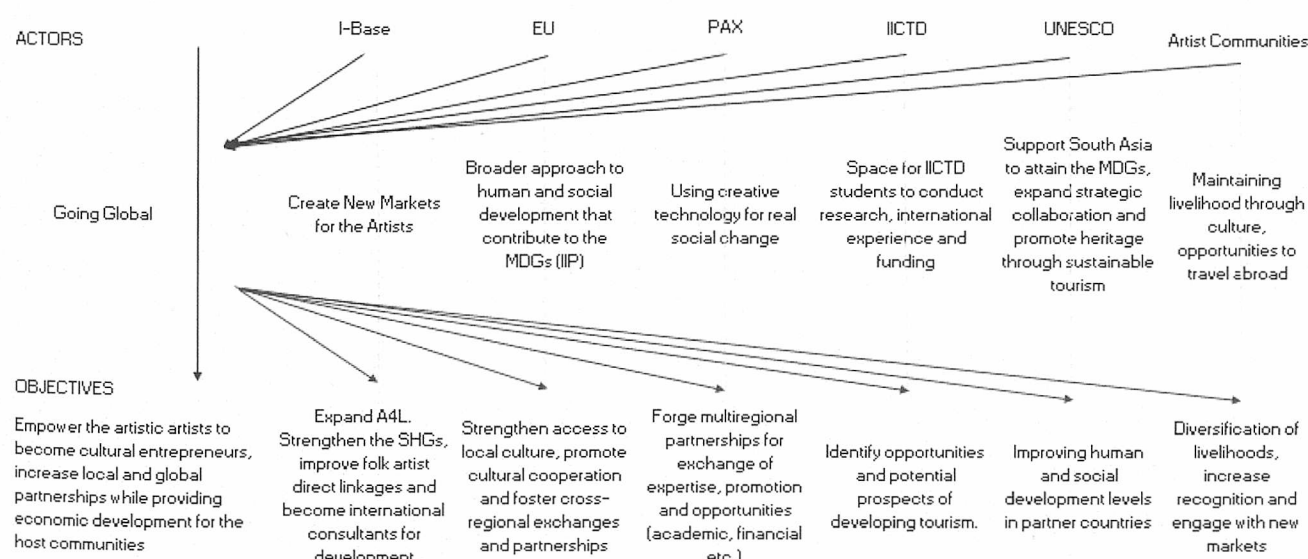 ACTORS
I-Base
EU
PAX
IICTD
UNESCO
Artist Communities
Going Global
Create New Markets
for the Artists
Broader approach to
human and social
development that
contribute to the
MDGs (IIP)
Using creative
technology for real
social change
Space for IICTD
students to conduct
research, international
experience and
funding
Support South Asia
to attain the MDGs,
expand strategic
collaboration and
promote heritage
through sustainable
tourism
Maintaining
livelihood through
culture,
opportunities to
travel abroad
OBJECTIVES
Empower the artistic artists to
become cultural entrepreneurs,
increase local and global
partnerships while providing
economic development for the
host communities
Expand A4L.
Strengthen the SHGs,
improve folk artist
direct linkages and
become international
consultants for
development
Strengthen access to
local culture, promote
cultural cooperation
and foster cross-
regional exchanges
and partnerships
Forge multiregional
partnerships for
exchange of
expertise, promotion
and opportunities
(academic, financial
etc.)
Identify opportunities
and potential
prospects of
developing tourism.
Improving human
and social
development levels
in partner countries
Diversification of
livelihoods,
increase
recognition and
engage with new
markets